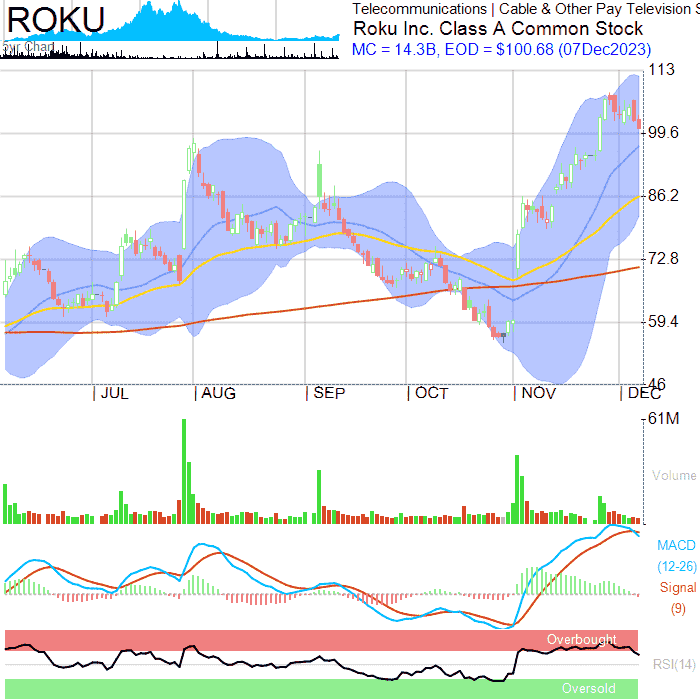 ROKU
Telecommunications | Cable & Other Pay Television S
Roku Inc. Class A Common Stock
MC = 14.3B, EOD = $100.68 (07Dec2023)
5yr Chart
113
99.6
86.2
72.8
59.4
46
JUL AUG SEP OCT NOV DEC
61M
Volume
MACD
(12-26)
Signal
(9)
Overbought
RSI(14)
Oversold